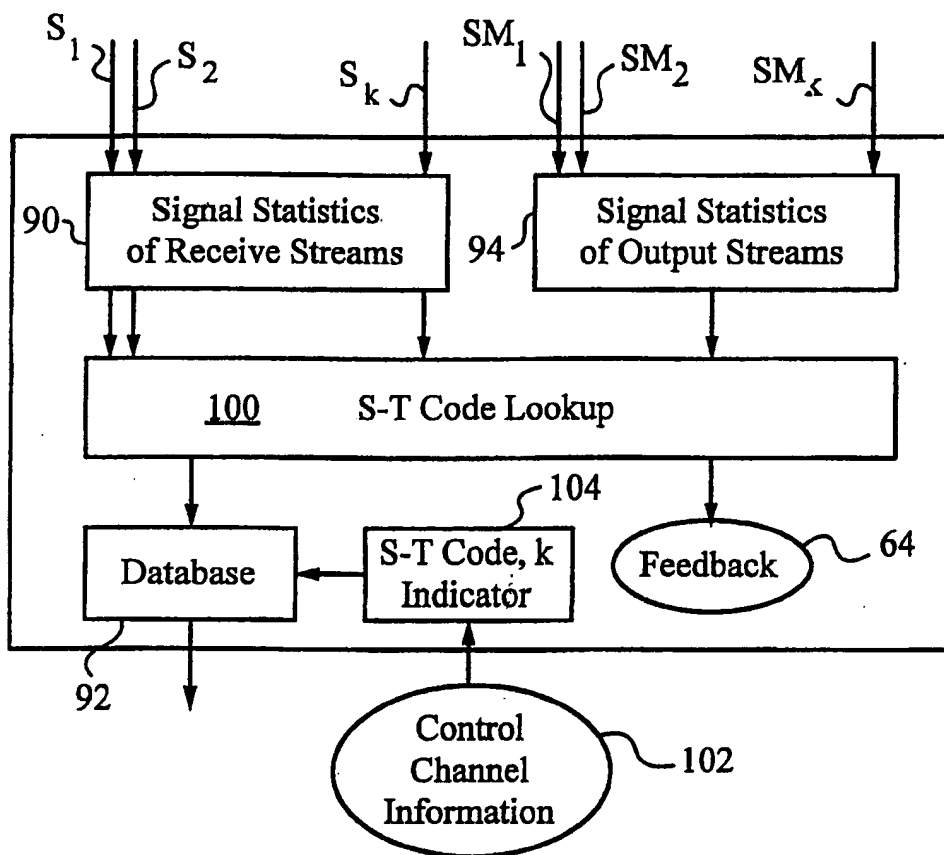 S1 S2 Sk SM1 SM2 SMk
90
Signal Statistics
of Receive Streams
94
Signal Statistics
of Output Streams
100 S-T Code Lookup
104
Database
S-T Code, k
Indicator
Feedback
64
92
Control
Channel
Information
102